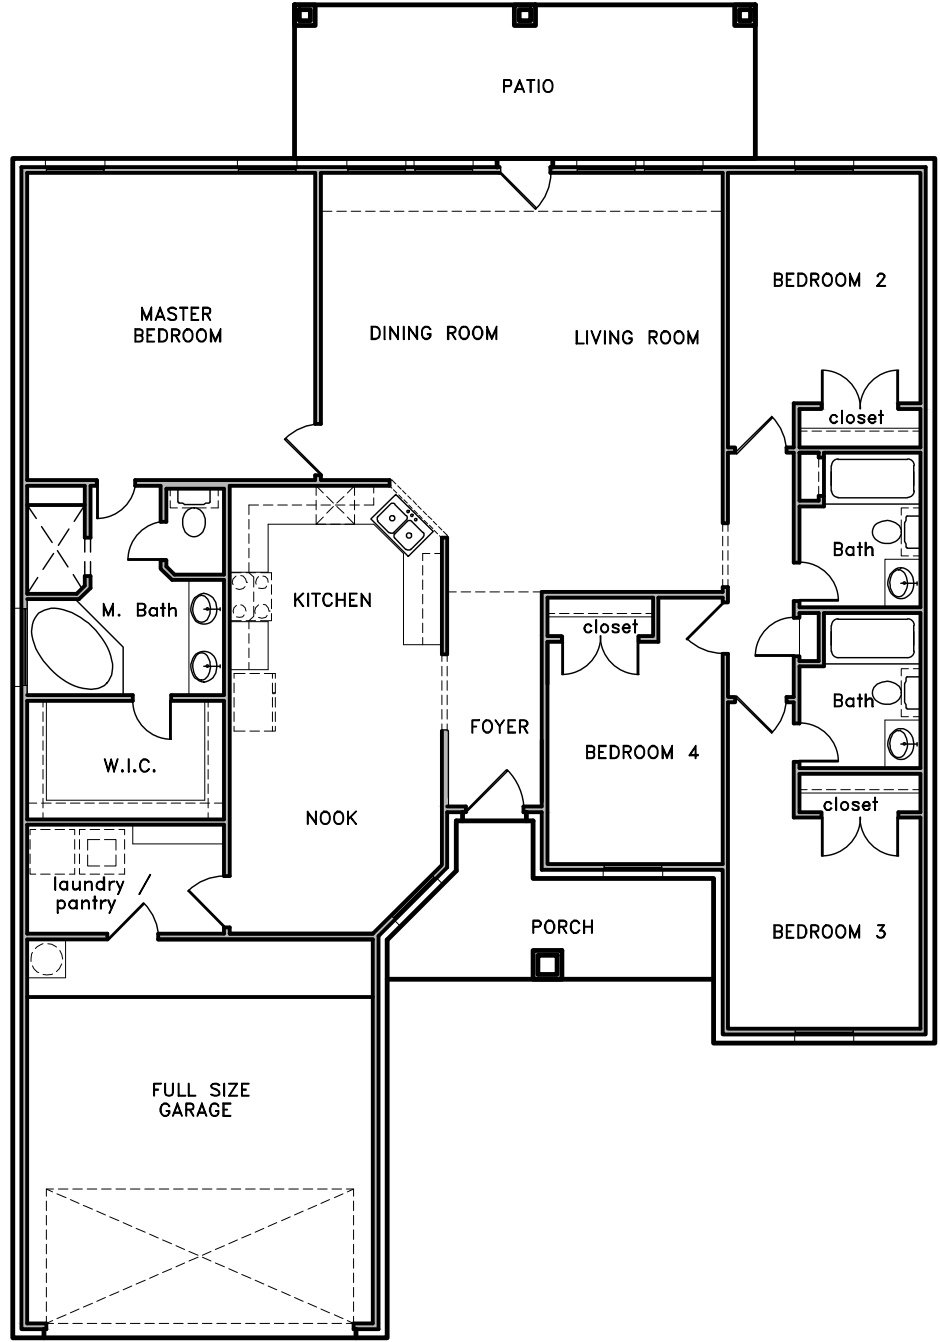 PATIO
BEDROOM 2
MASTER
BEDROOM
DINING ROOM
LIVING ROOM
closet
Bath
KITCHEN
M. Bath
closet
Bath
FOYER
BEDROOM 4
W.I.C.
closet
NOOK
laundry /
pantry
PORCH
BEDROOM 3
FULL SIZE
GARAGE